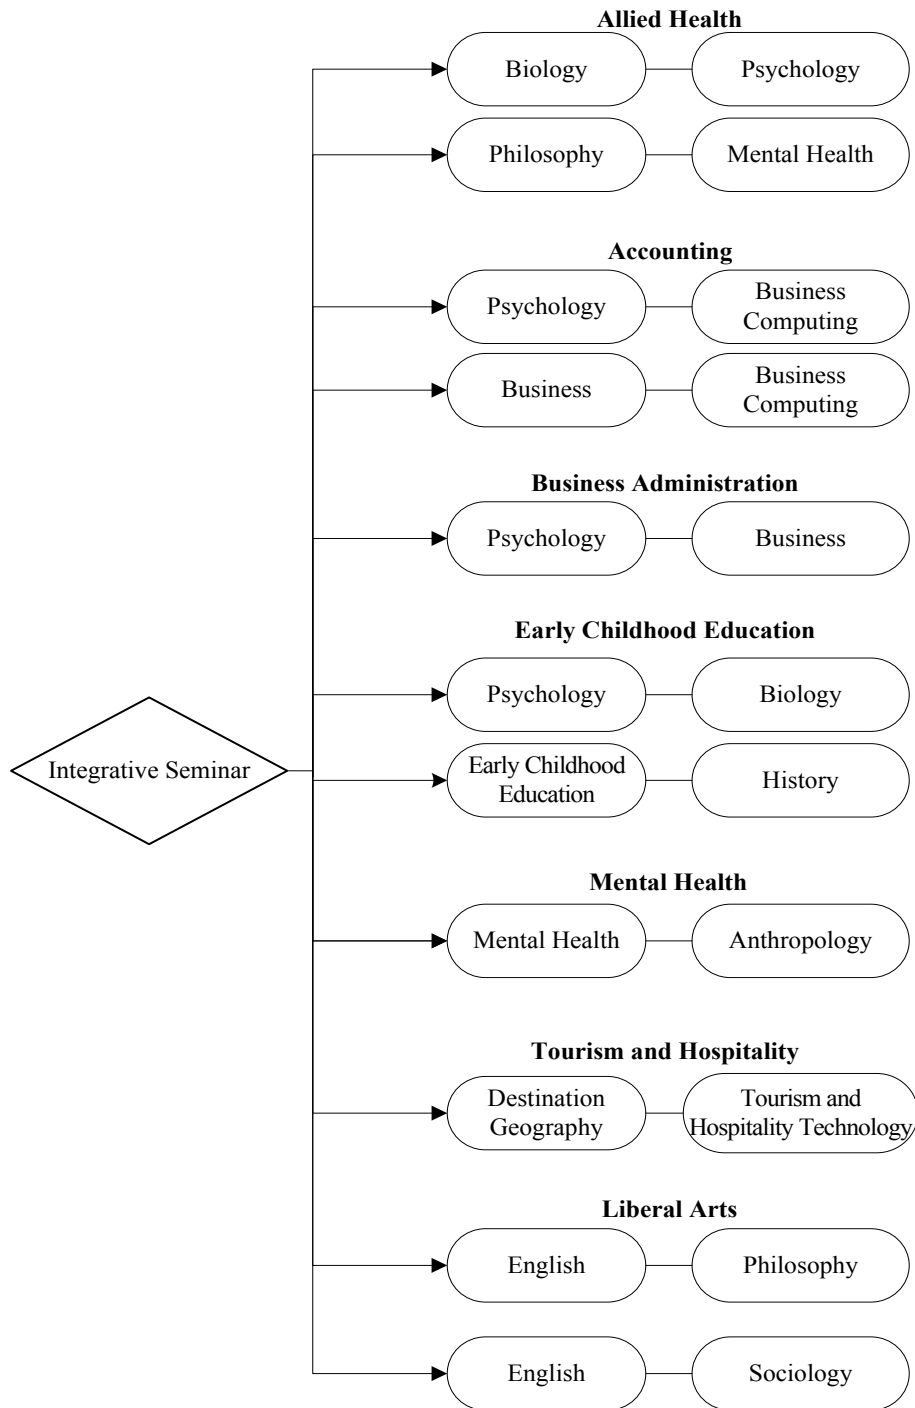 Allied Health
Biology
Psychology
Philosophy
Mental Health
Accounting
Psychology
Business
Computing
Business
Business
Computing
Business Administration
Psychology
Business
Early Childhood Education
Psychology
Biology
Integrative Seminar
Early Childhood
Education
History
Mental Health
Mental Health
Anthropology
Tourism and Hospitality
Destination
Geography
Tourism and
Hospitality Technology
Liberal Arts
English
Philosophy
English
Sociology